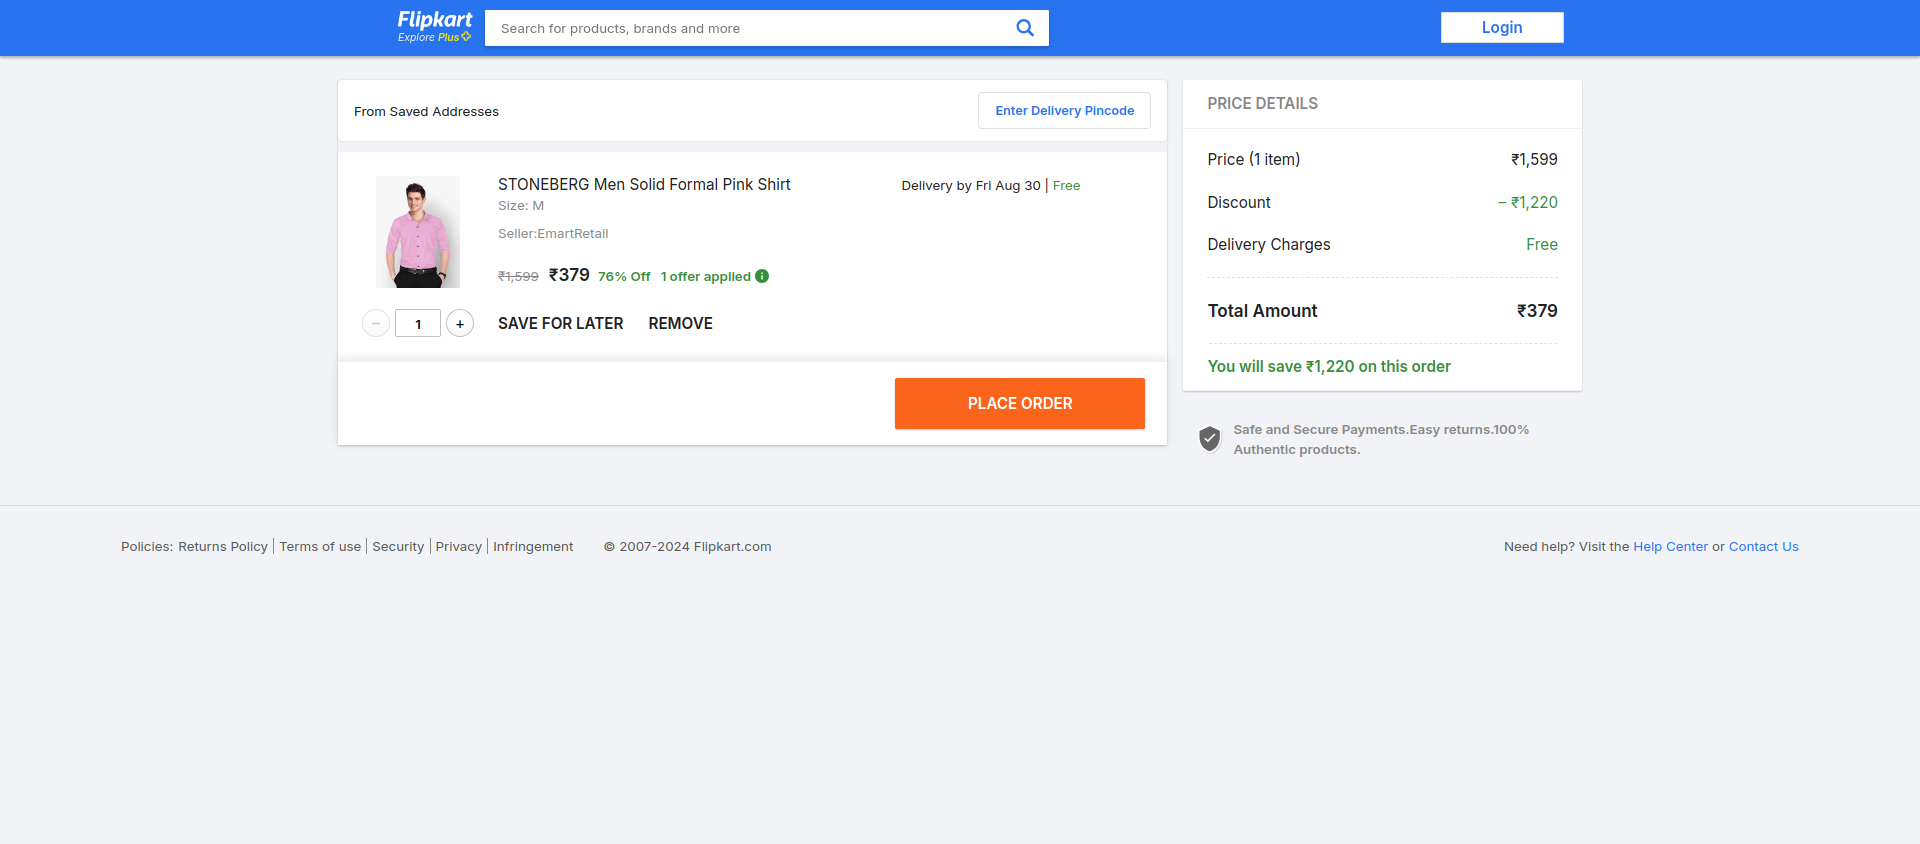 Flipkart
Explore Plus
Search for products, brands and more
Login
From Saved Addresses
Enter Delivery Pincode
STONEBERG Men Solid Formal Pink Shirt
Size: M
Seller:EmartRetail
₹1,599 ₹379 76% Off 1 offer applied
Delivery by Fri Aug 30 | Free
− 1 +
SAVE FOR LATER REMOVE
PLACE ORDER
PRICE DETAILS
Price (1 item) ₹1,599
Discount − ₹1,220
Delivery Charges Free
Total Amount ₹379
You will save ₹1,220 on this order
Safe and Secure Payments.Easy returns.100%
Authentic products.
Policies: Returns Policy | Terms of use | Security | Privacy | Infringement © 2007-2024 Flipkart.com
Need help? Visit the Help Center or Contact Us